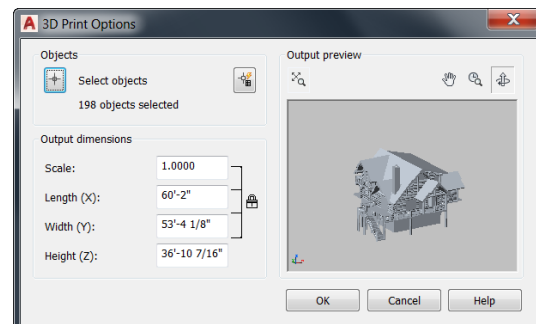 A 3D Print Options
Objects
Select objects
198 objects selected
Output dimensions
Scale: 1.0000
Length (X): 60'-2"
Width (Y): 53'-4 1/8"
Height (Z): 36'-10 7/16"
Output preview
OK Cancel Help